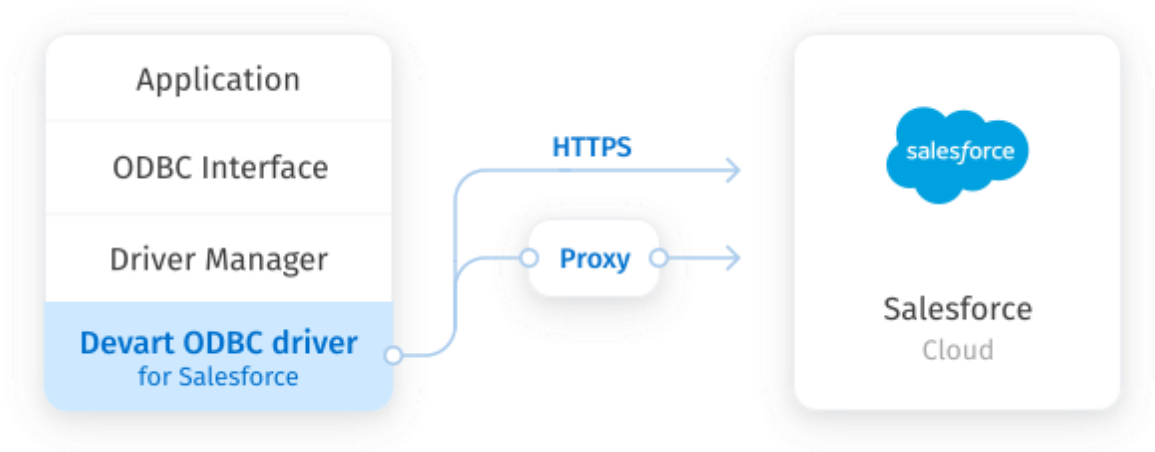 Application
ODBC Interface
Driver Manager
Devart ODBC driver
for Salesforce
HTTPS
Proxy
salesforce
Salesforce
Cloud